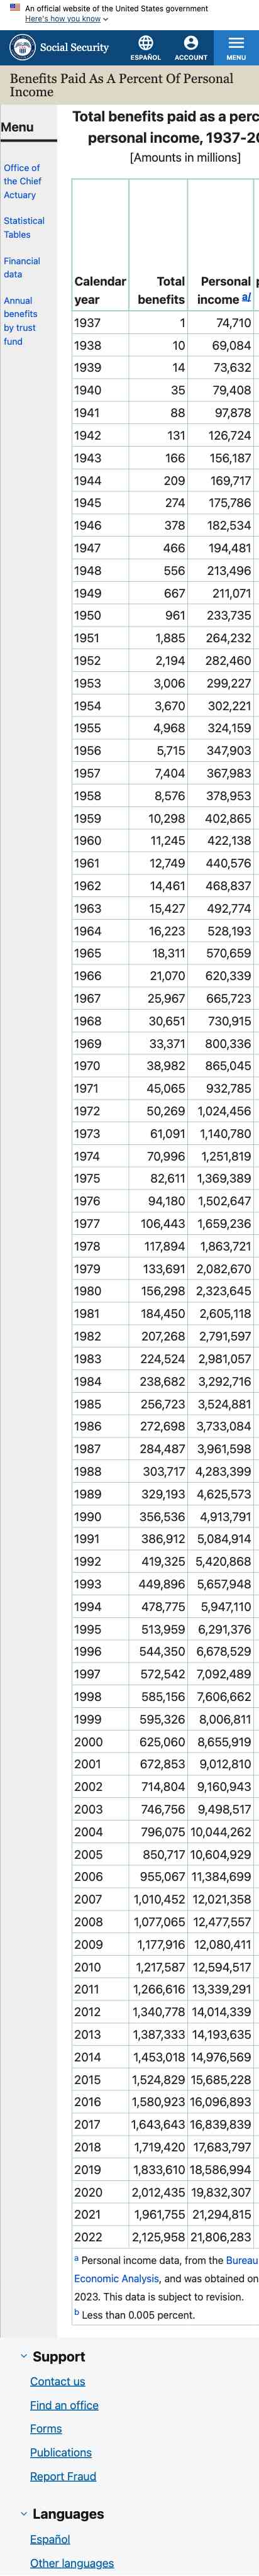 An official website of the United States government
Here's how you know
Social Security
ESPAÑOL
ACCOUNT
MENU
Benefits Paid As A Percent Of Personal
Income
Menu
Office of
the Chief
Actuary
Statistical
Tables
Financial
data
Annual
benefits
by trust
fund
Total benefits paid as a perc
personal income, 1937-20
[Amounts in millions]
Calendar year Total benefits Personal income a/ p
1937 1 74,710
1938 10 69,084
1939 14 73,632
1940 35 79,408
1941 88 97,878
1942 131 126,724
1943 166 156,187
1944 209 169,717
1945 274 175,786
1946 378 182,534
1947 466 194,481
1948 556 213,496
1949 667 211,071
1950 961 233,735
1951 1,885 264,232
1952 2,194 282,460
1953 3,006 299,227
1954 3,670 302,221
1955 4,968 324,159
1956 5,715 347,903
1957 7,404 367,983
1958 8,576 378,953
1959 10,298 402,865
1960 11,245 422,138
1961 12,749 440,576
1962 14,461 468,837
1963 15,427 492,774
1964 16,223 528,193
1965 18,311 570,659
1966 21,070 620,339
1967 25,967 665,723
1968 30,651 730,915
1969 33,371 800,336
1970 38,982 865,045
1971 45,065 932,785
1972 50,269 1,024,456
1973 61,091 1,140,780
1974 70,996 1,251,819
1975 82,611 1,369,389
1976 94,180 1,502,647
1977 106,443 1,659,236
1978 117,894 1,863,721
1979 133,691 2,082,670
1980 156,298 2,323,645
1981 184,450 2,605,118
1982 207,268 2,791,597
1983 224,524 2,981,057
1984 238,682 3,292,716
1985 256,723 3,524,881
1986 272,698 3,733,084
1987 284,487 3,961,598
1988 303,717 4,283,399
1989 329,193 4,625,573
1990 356,536 4,913,791
1991 386,912 5,084,914
1992 419,325 5,420,868
1993 449,896 5,657,948
1994 478,775 5,947,110
1995 513,959 6,291,376
1996 544,350 6,678,529
1997 572,542 7,092,489
1998 585,156 7,606,662
1999 595,326 8,006,811
2000 625,060 8,655,919
2001 672,853 9,012,810
2002 714,804 9,160,943
2003 746,756 9,498,517
2004 796,075 10,044,262
2005 850,717 10,604,929
2006 955,067 11,384,699
2007 1,010,452 12,021,358
2008 1,077,065 12,477,557
2009 1,177,916 12,080,411
2010 1,217,587 12,594,517
2011 1,266,616 13,339,291
2012 1,340,778 14,014,339
2013 1,387,333 14,193,635
2014 1,453,018 14,976,569
2015 1,524,829 15,685,228
2016 1,580,923 16,096,893
2017 1,643,643 16,839,839
2018 1,719,420 17,683,797
2019 1,833,610 18,586,994
2020 2,012,435 19,832,307
2021 1,961,755 21,294,815
2022 2,125,958 21,806,283
a Personal income data, from the Bureau
Economic Analysis, and was obtained on
2023. This data is subject to revision.
b Less than 0.005 percent.
Support
Contact us
Find an office
Forms
Publications
Report Fraud
Languages
Español
Other languages